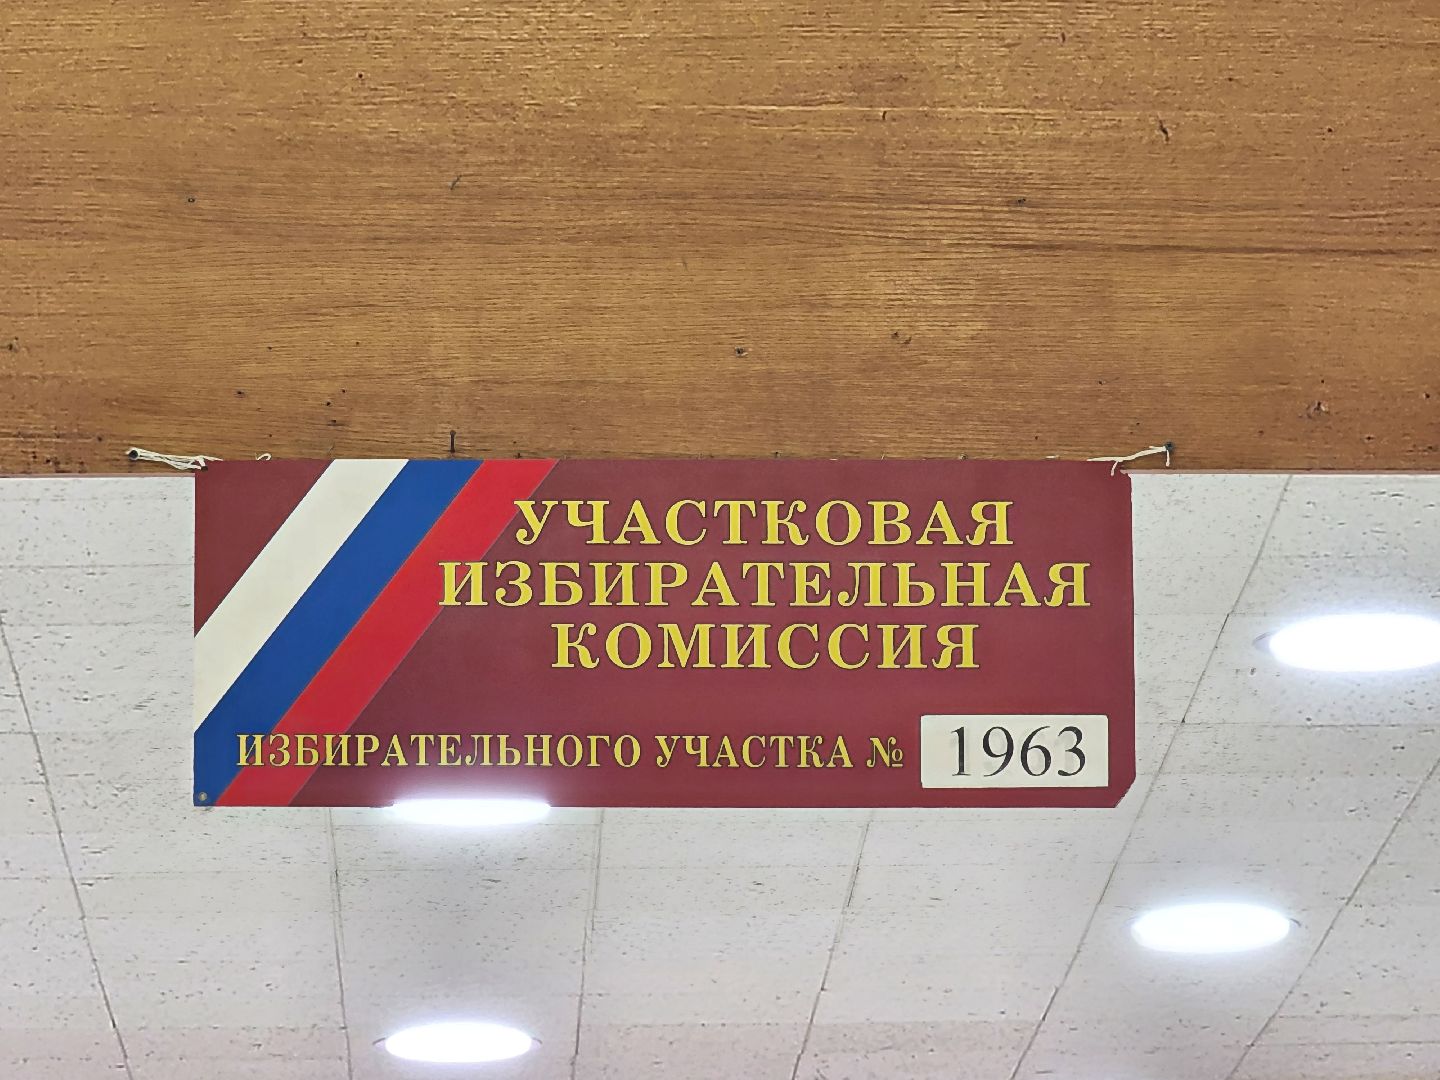 УЧАСТКОВАЯ
ИЗБИРАТЕЛЬНАЯ
КОМИССИЯ
ИЗБИРАТЕЛЬНОГО УЧАСТКА № 1963